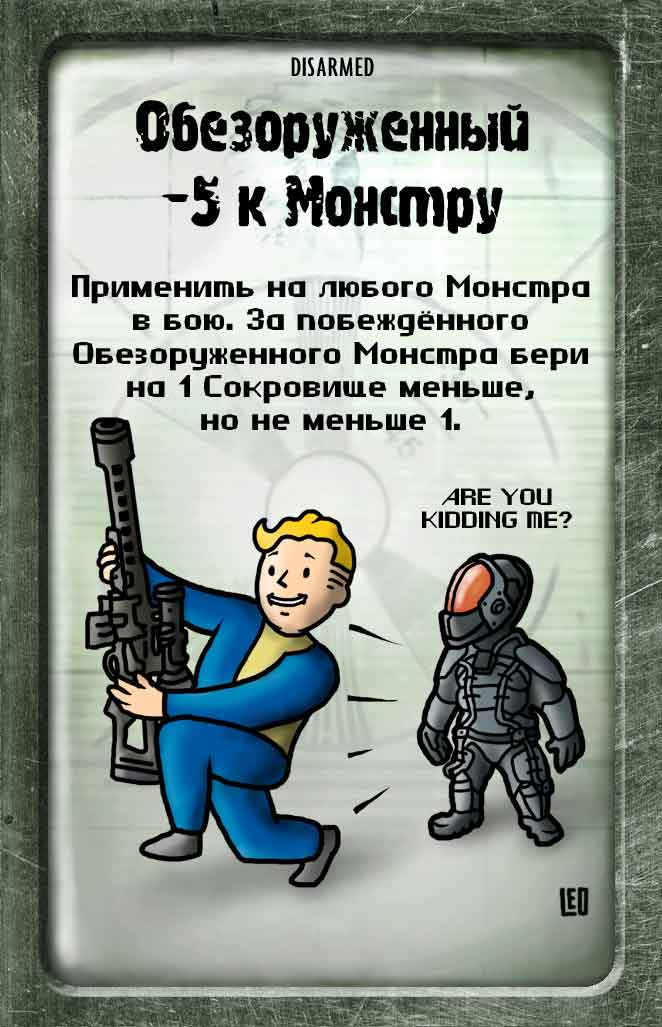 DISARMED
Обезоруженный
-5 к Монстру
Применить на любого Монстра
в бою. За побеждённого
Обезоруженного Монстра бери
на 1 Сокровище меньше,
но не меньше 1.
ARE YOU
KIDDING ME?
LEO